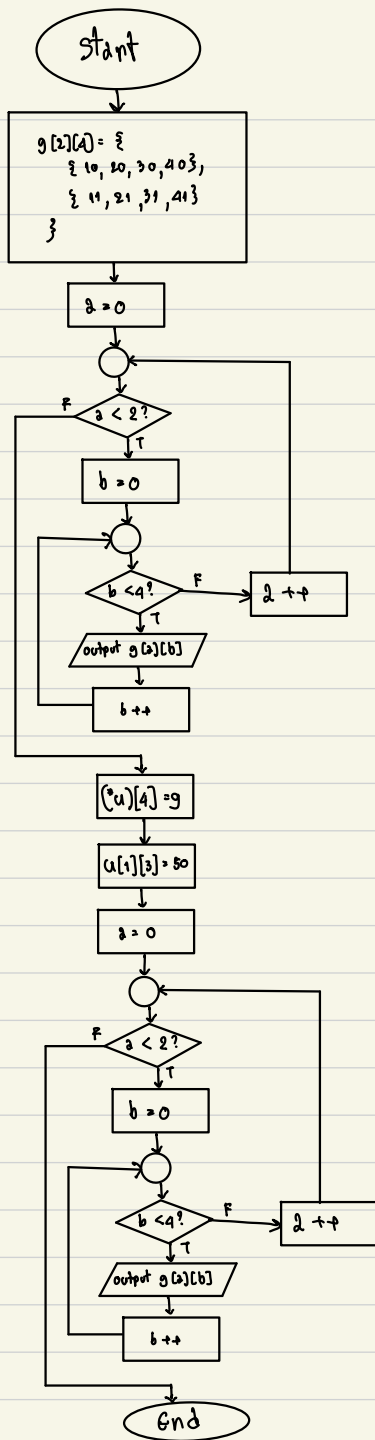 Start
g[2][4] = {
{ 10, 20, 30, 40},
{ 11, 21, 31, 41}
}
a = 0
F
a < 2?
T
b = 0
b < 4?
F
a ++
T
output g[a][b]
b ++
(*u)[4] = g
u[1][3] = 50
a = 0
F
a < 2?
T
b = 0
b < 4?
F
a ++
T
output g[a][b]
b ++
End